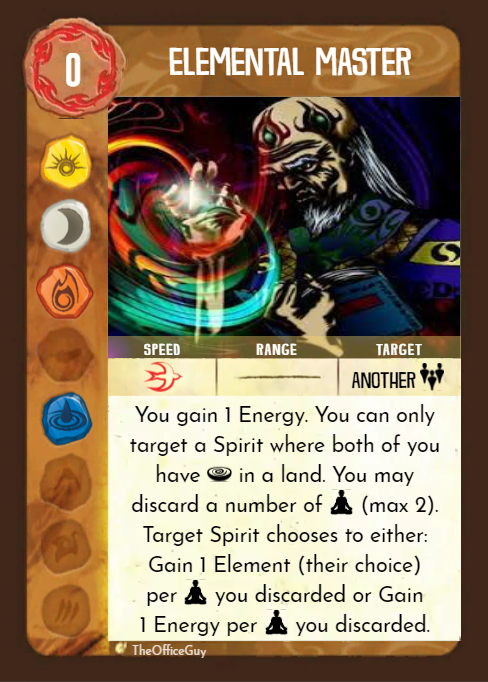 0
ELEMENTAL MASTER
SPEED RANGE TARGET
ANOTHER
You gain 1 Energy. You can only
target a Spirit where both of you
have in a land. You may
discard a number of (max 2).
Target Spirit chooses to either:
Gain 1 Element (their choice)
per you discarded or Gain
1 Energy per you discarded.
TheOfficeGuy